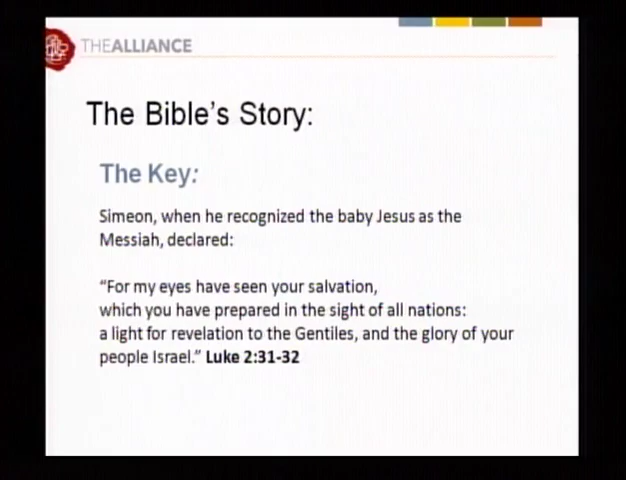 THEALLIANCE
The Bible's Story:
The Key:
Simeon, when he recognized the baby Jesus as the
Messiah, declared:
“For my eyes have seen your salvation,
which you have prepared in the sight of all nations:
a light for revelation to the Gentiles, and the glory of your
people Israel.” Luke 2:31-32